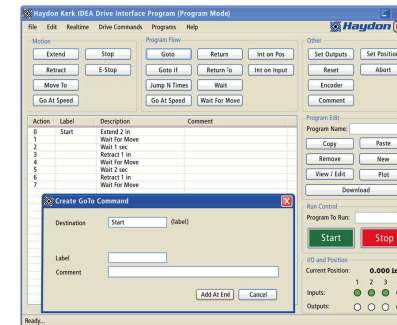 Haydon Kerk IDEA Drive Interface Program (Program Mode)
File Edit Realtime Drive Commands Programs Help
Haydon
Motion
Extend Stop
Retract E-Stop
Move To
Go At Speed
Program Flow
Goto Return Int on Pos
Goto If Return To Int on Input
Jump N Times Wait
Go At Speed Wait For Move
Other
Set Outputs Set Position
Reset Abort
Encoder
Comment
Action Label Description Comment
0 Start Extend 2 in
1 Wait For Move
2 Wait 1 sec
3 Retract 1 in
4 Wait For Move
5 Wait 2 sec
6 Retract 1 in
7 Wait For Move
Program Edit
Program Name:
Copy Paste
Remove New
View / Edit Plot
Download
Run Control
Program To Run:
Start Stop
I/O and Position
Current Position: 0.000 in
1 2 3
Inputs:
Outputs:
Create GoTo Command
Destination Start (label)
Label
Comment
Add At End Cancel
Ready...